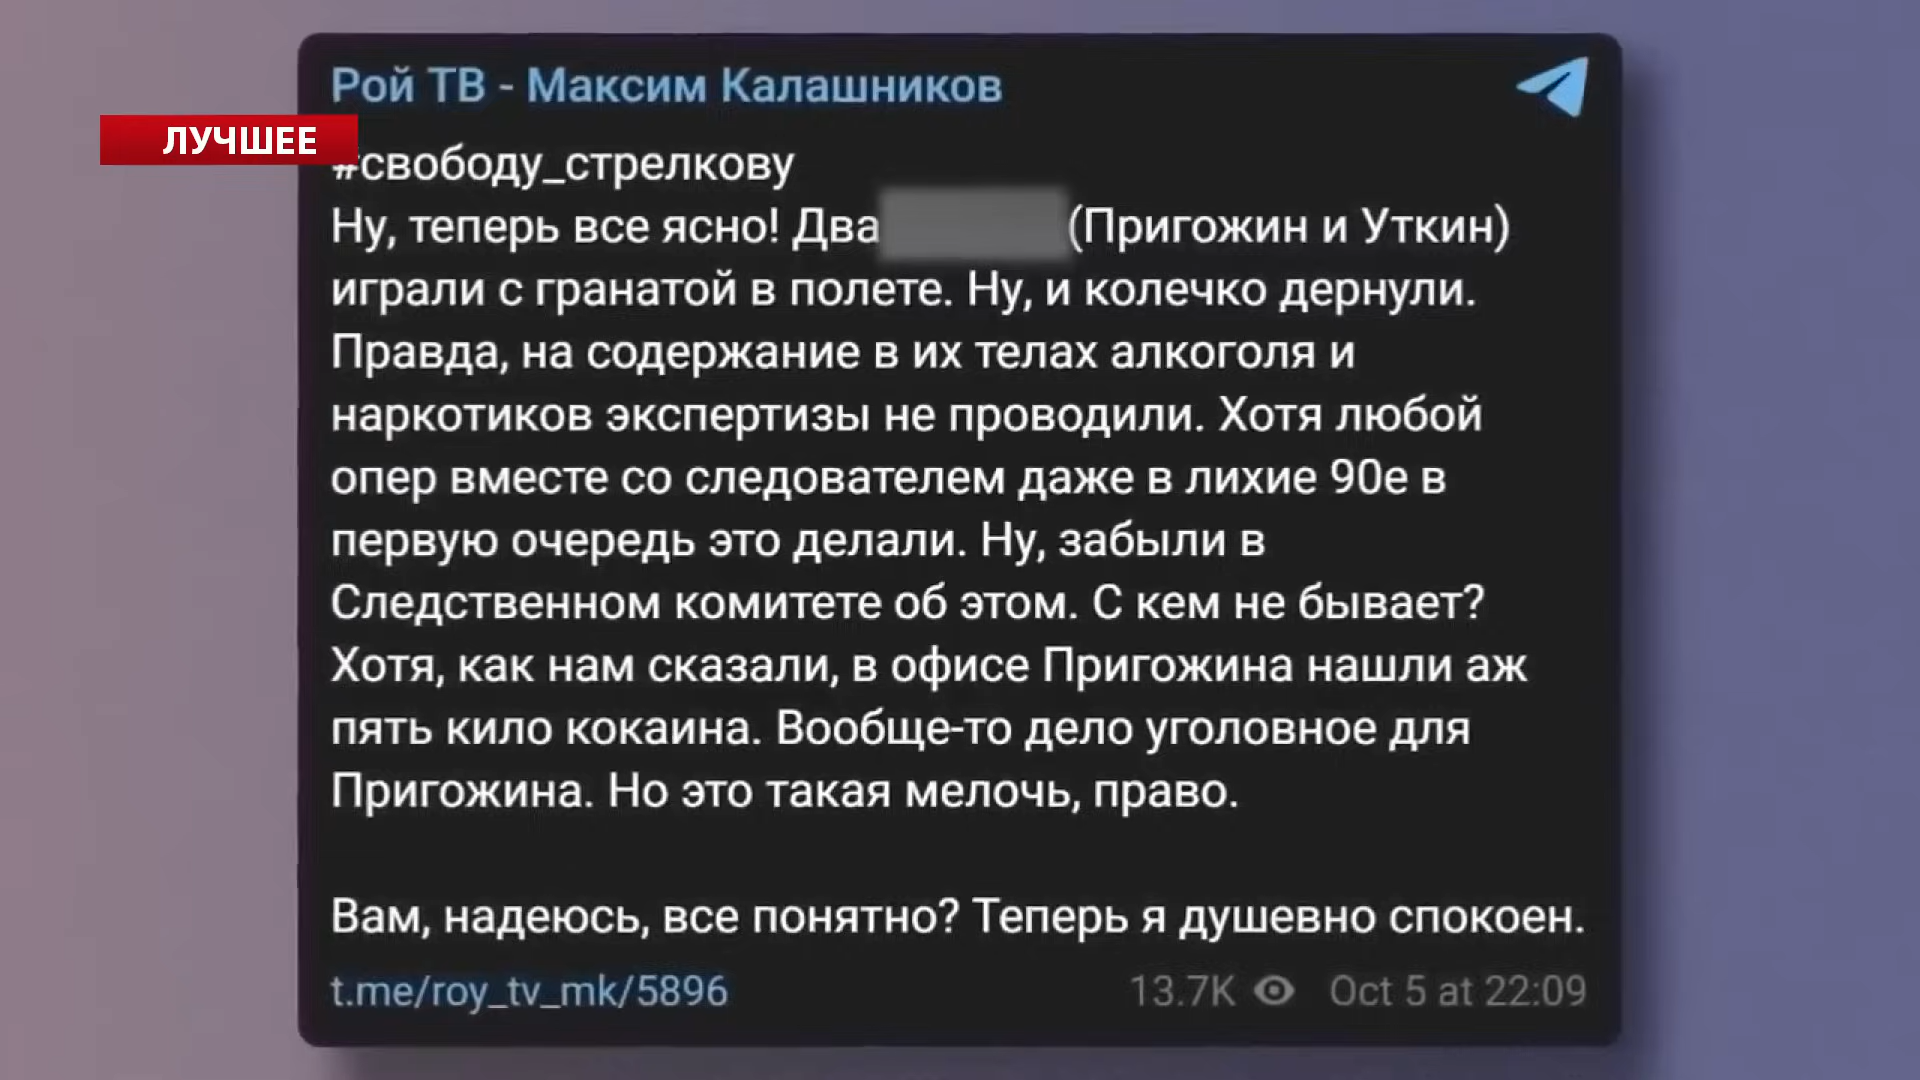 Рой ТВ - Максим Калашников
ЛУЧШЕЕ
#свободу_стрелкову
Ну, теперь все ясно! Два (Пригожин и Уткин)
играли с гранатой в полете. Ну, и колечко дернули.
Правда, на содержание в их телах алкоголя и
наркотиков экспертизы не проводили. Хотя любой
опер вместе со следователем даже в лихие 90е в
первую очередь это делали. Ну, забыли в
Следственном комитете об этом. С кем не бывает?
Хотя, как нам сказали, в офисе Пригожина нашли аж
пять кило кокаина. Вообще-то дело уголовное для
Пригожина. Но это такая мелочь, право.
Вам, надеюсь, все понятно? Теперь я душевно спокоен.
t.me/roy_tv_mk/5896 13.7K Oct 5 at 22:09